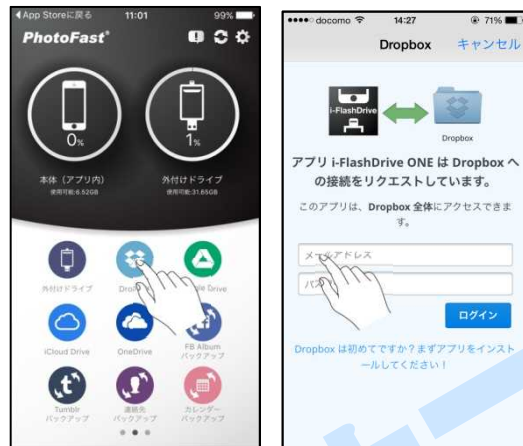 App Storeに戻る 11:01 99%
PhotoFast
0%
1%
本体（アプリ内）
使用可能:6.52GB
外付けドライブ
使用可能:31.65GB
外付けドライブ
iCloud Drive
OneDrive
FB Album
バックアップ
Tumblr
バックアップ
連絡先
バックアップ
カレンダー
バックアップ
docomo 14:27 71%
Dropbox キャンセル
i-FlashDrive
Dropbox
アプリ i-FlashDrive ONE は Dropbox へ
の接続をリクエストして
います。
このアプリは、Dropbox 全体にアクセスできま
す。
メールアドレス
ログイン
Dropbox は初めてですか？まずアプリをインスト
ールしてください！